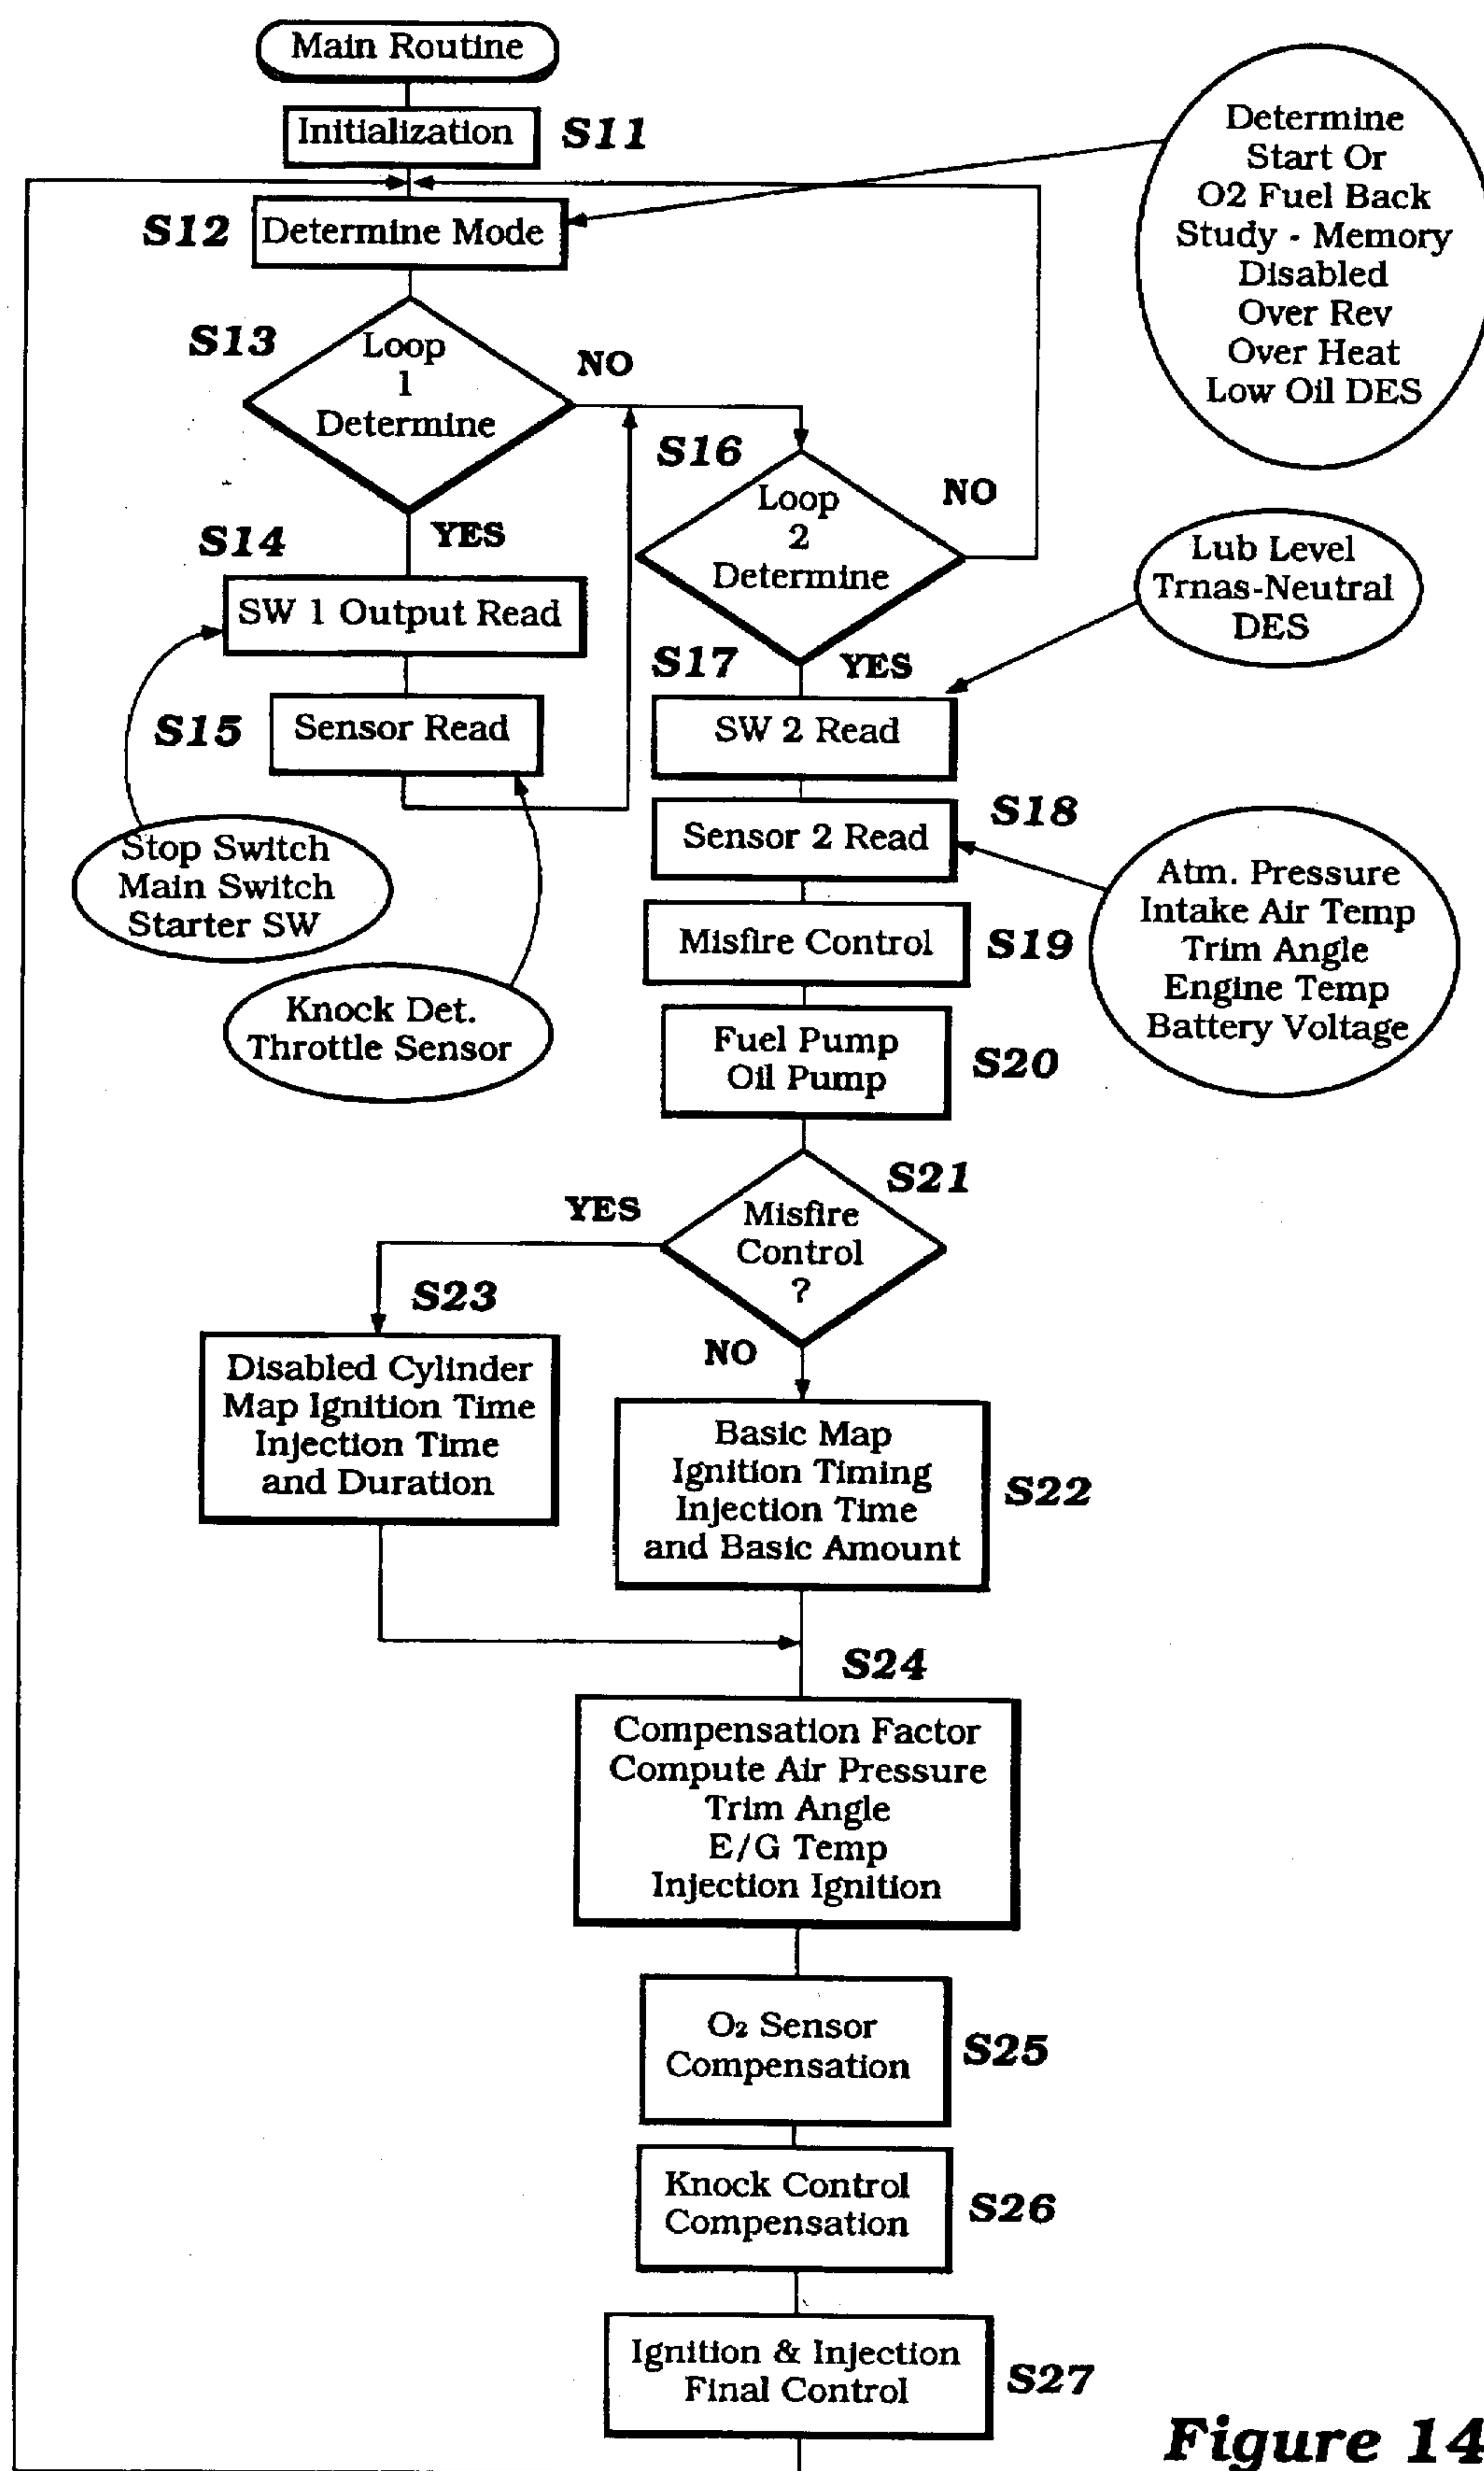 Main Routine
Initialization
S11
S12
Determine Mode
Determine
Start Or
O2 Fuel Back
Study - Memory
Disabled
Over Rev
Over Heat
Low Oil DES
S13
Loop
1
Determine
NO
YES
S14
SW 1 Output Read
S15
Sensor Read
Stop Switch
Main Switch
Starter SW
Knock Det.
Throttle Sensor
S16
Loop
2
Determine
NO
YES
Lub Level
Trnas-Neutral
DES
S17
SW 2 Read
Sensor 2 Read
S18
Atm. Pressure
Intake Air Temp
Trim Angle
Engine Temp
Battery Voltage
Misfire Control
S19
Fuel Pump
Oil Pump
S20
S21
Misfire
Control
?
YES
NO
S23
Disabled Cylinder
Map Ignition Time
Injection Time
and Duration
Basic Map
Ignition Timing
Injection Time
and Basic Amount
S22
S24
Compensation Factor
Compute Air Pressure
Trim Angle
E/G Temp
Injection Ignition
O₂ Sensor
Compensation
S25
Knock Control
Compensation
S26
Ignition & Injection
Final Control
S27
Figure 14